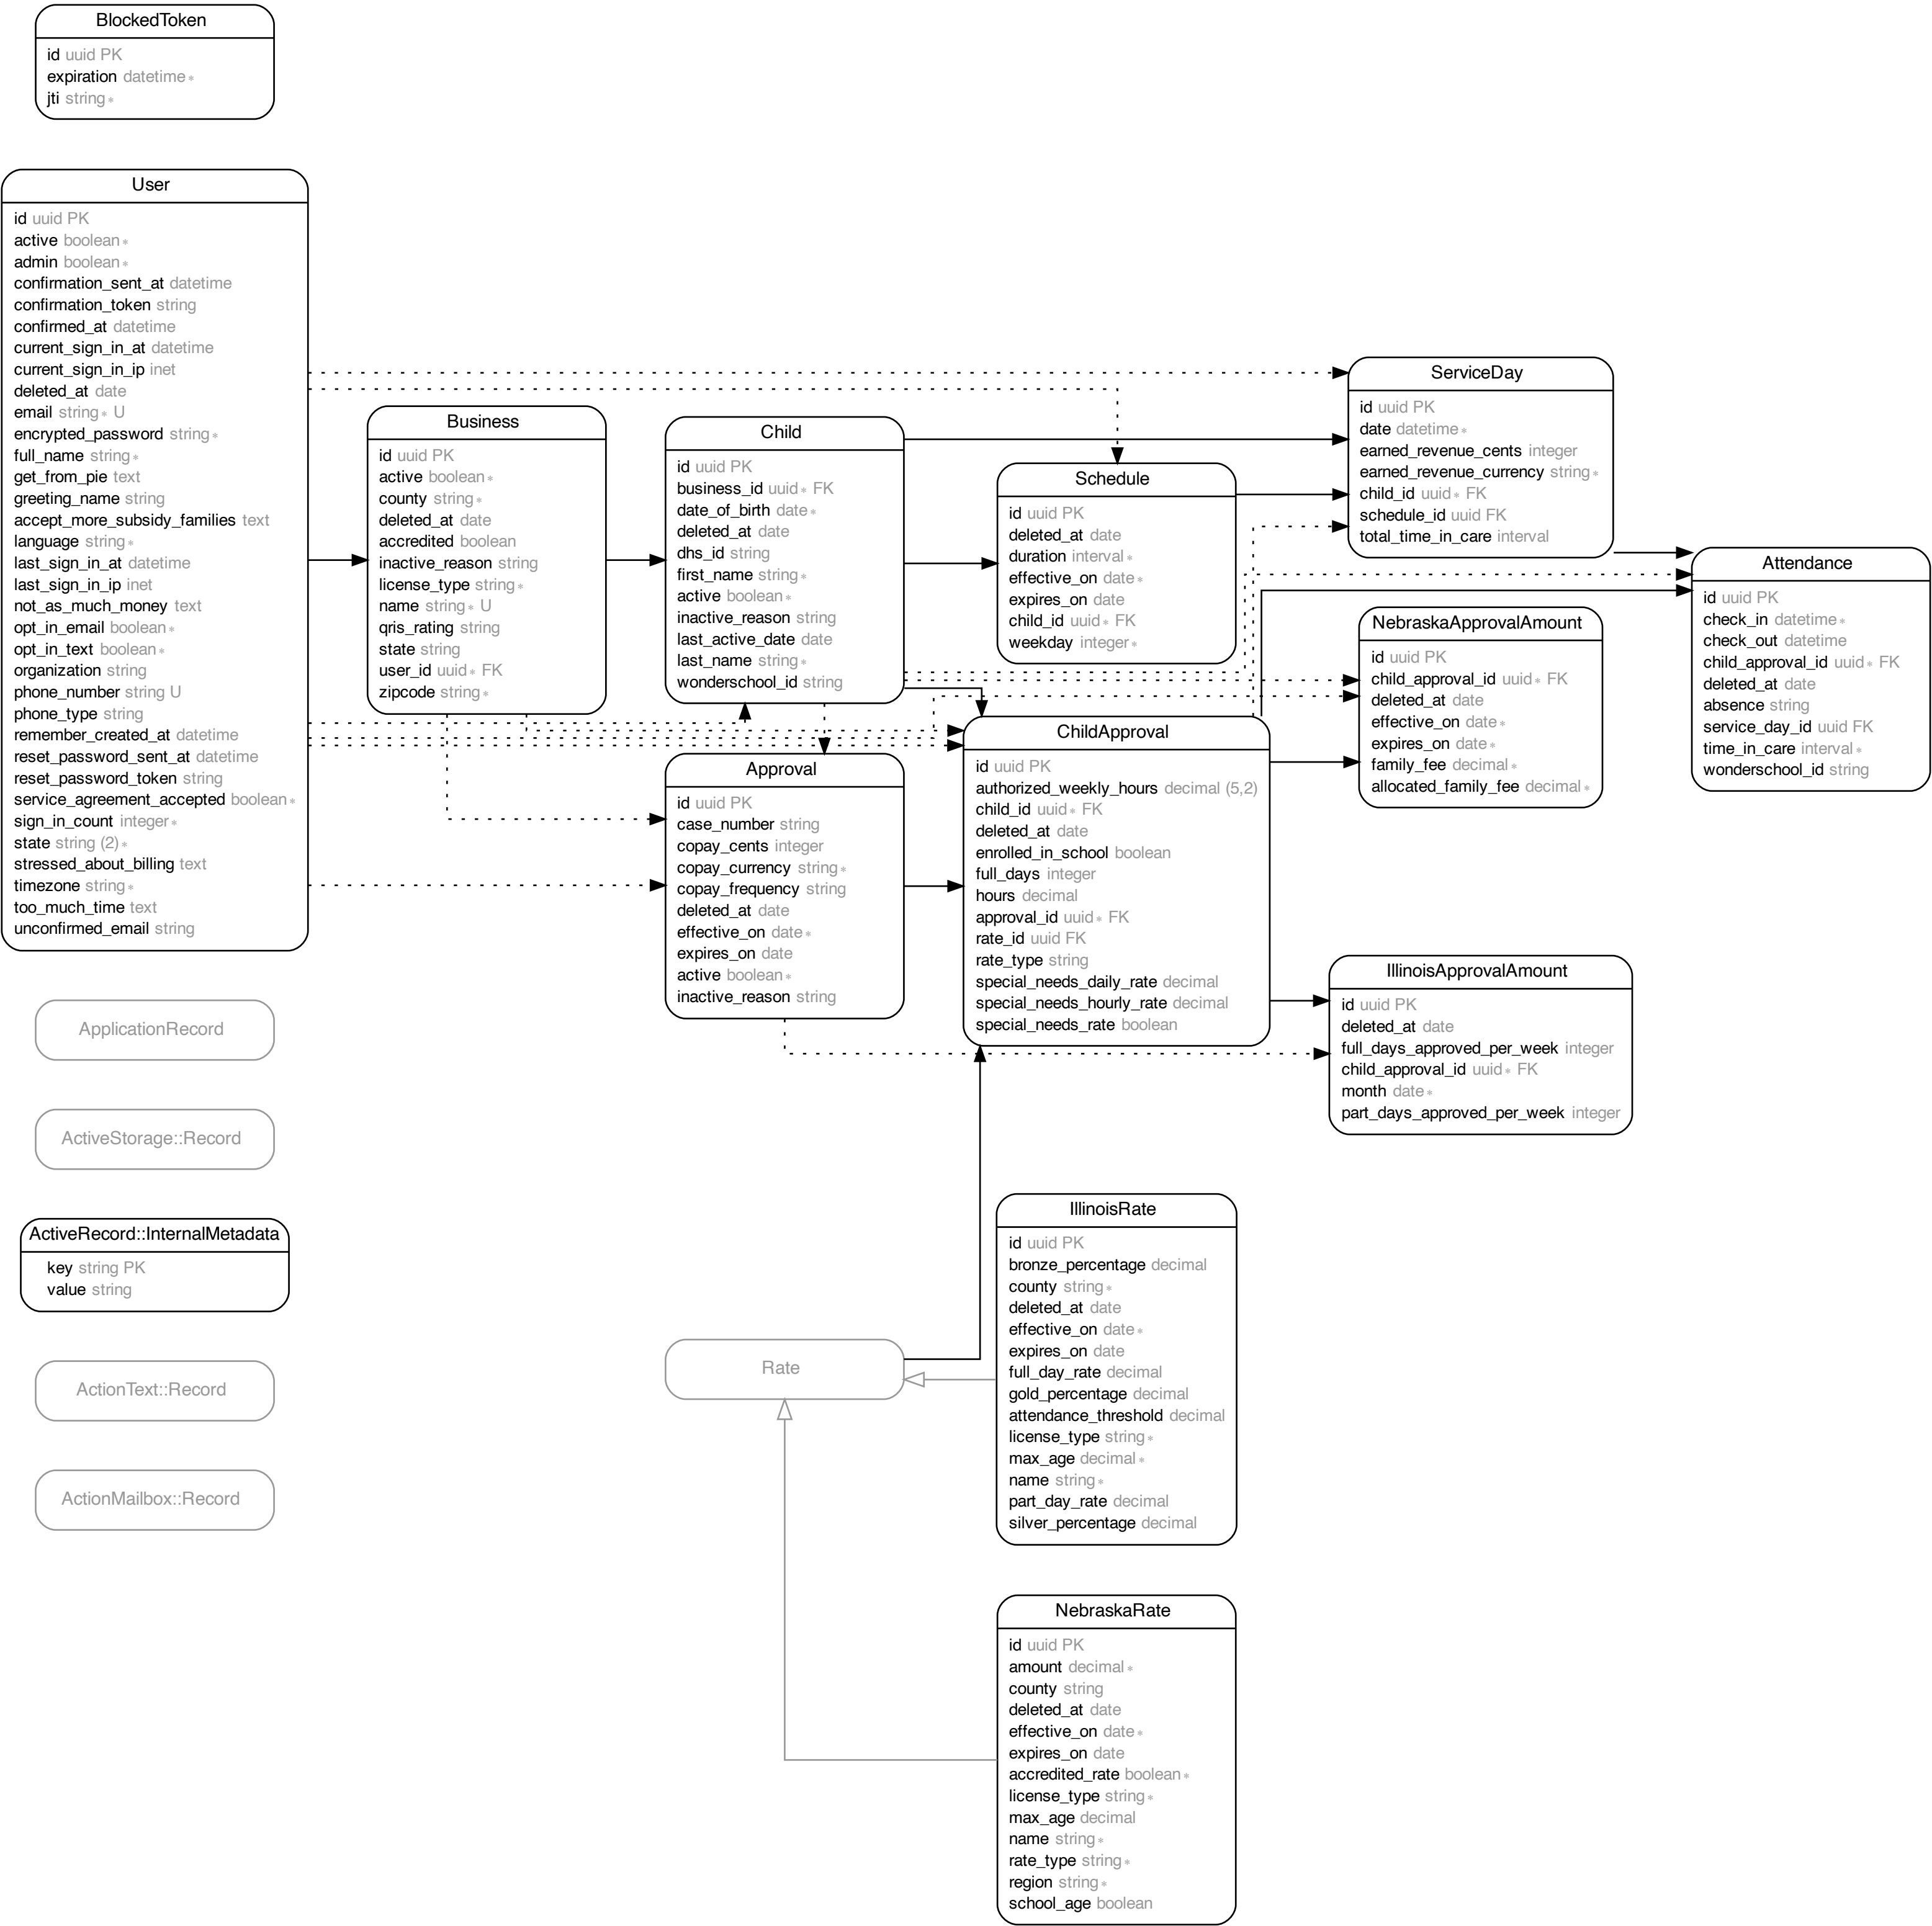 BlockedToken
id uuid PK
expiration datetime *
jti string *
User
id uuid PK
active boolean *
admin boolean *
confirmation_sent_at datetime
confirmation_token string
confirmed_at datetime
current_sign_in_at datetime
current_sign_in_ip inet
deleted_at date
email string * U
encrypted_password string *
full_name string *
get_from_pie text
greeting_name string
accept_more_subsidy_families text
language string *
last_sign_in_at datetime
last_sign_in_ip inet
not_as_much_money text
opt_in_email boolean *
opt_in_text boolean *
organization string
phone_number string U
phone_type string
remember_created_at datetime
reset_password_sent_at datetime
reset_password_token string
service_agreement_accepted boolean *
sign_in_count integer *
state string (2) *
stressed_about_billing text
timezone string *
too_much_time text
unconfirmed_email string
Business
id uuid PK
active boolean *
county string *
deleted_at date
accredited boolean
inactive_reason string
license_type string *
name string * U
qris_rating string
state string
user_id uuid * FK
zipcode string *
Child
id uuid PK
business_id uuid * FK
date_of_birth date *
deleted_at date
dhs_id string
first_name string *
active boolean *
inactive_reason string
last_active_date date
last_name string *
wonderschool_id string
Schedule
id uuid PK
deleted_at date
duration interval *
effective_on date *
expires_on date
child_id uuid * FK
weekday integer *
ServiceDay
id uuid PK
date datetime *
earned_revenue_cents integer
earned_revenue_currency string *
child_id uuid * FK
schedule_id uuid FK
total_time_in_care interval
Attendance
id uuid PK
check_in datetime *
check_out datetime
child_approval_id uuid * FK
deleted_at date
absence string
service_day_id uuid FK
time_in_care interval *
wonderschool_id string
NebraskaApprovalAmount
id uuid PK
child_approval_id uuid * FK
deleted_at date
effective_on date *
expires_on date *
family_fee decimal *
allocated_family_fee decimal *
Approval
id uuid PK
case_number string
copay_cents integer
copay_currency string *
copay_frequency string
deleted_at date
effective_on date *
expires_on date
active boolean *
inactive_reason string
ChildApproval
id uuid PK
authorized_weekly_hours decimal (5,2)
child_id uuid * FK
deleted_at date
enrolled_in_school boolean
full_days integer
hours decimal
approval_id uuid * FK
rate_id uuid FK
rate_type string
special_needs_daily_rate decimal
special_needs_hourly_rate decimal
special_needs_rate boolean
IllinoisApprovalAmount
id uuid PK
deleted_at date
full_days_approved_per_week integer
child_approval_id uuid * FK
month date *
part_days_approved_per_week integer
ApplicationRecord
ActiveStorage::Record
ActiveRecord::InternalMetadata
key string PK
value string
ActionText::Record
ActionMailbox::Record
Rate
IllinoisRate
id uuid PK
bronze_percentage decimal
county string *
deleted_at date
effective_on date *
expires_on date
full_day_rate decimal
gold_percentage decimal
attendance_threshold decimal
license_type string *
max_age decimal *
name string *
part_day_rate decimal
silver_percentage decimal
NebraskaRate
id uuid PK
amount decimal *
county string
deleted_at date
effective_on date *
expires_on date
accredited_rate boolean *
license_type string *
max_age decimal
name string *
rate_type string *
region string *
school_age boolean